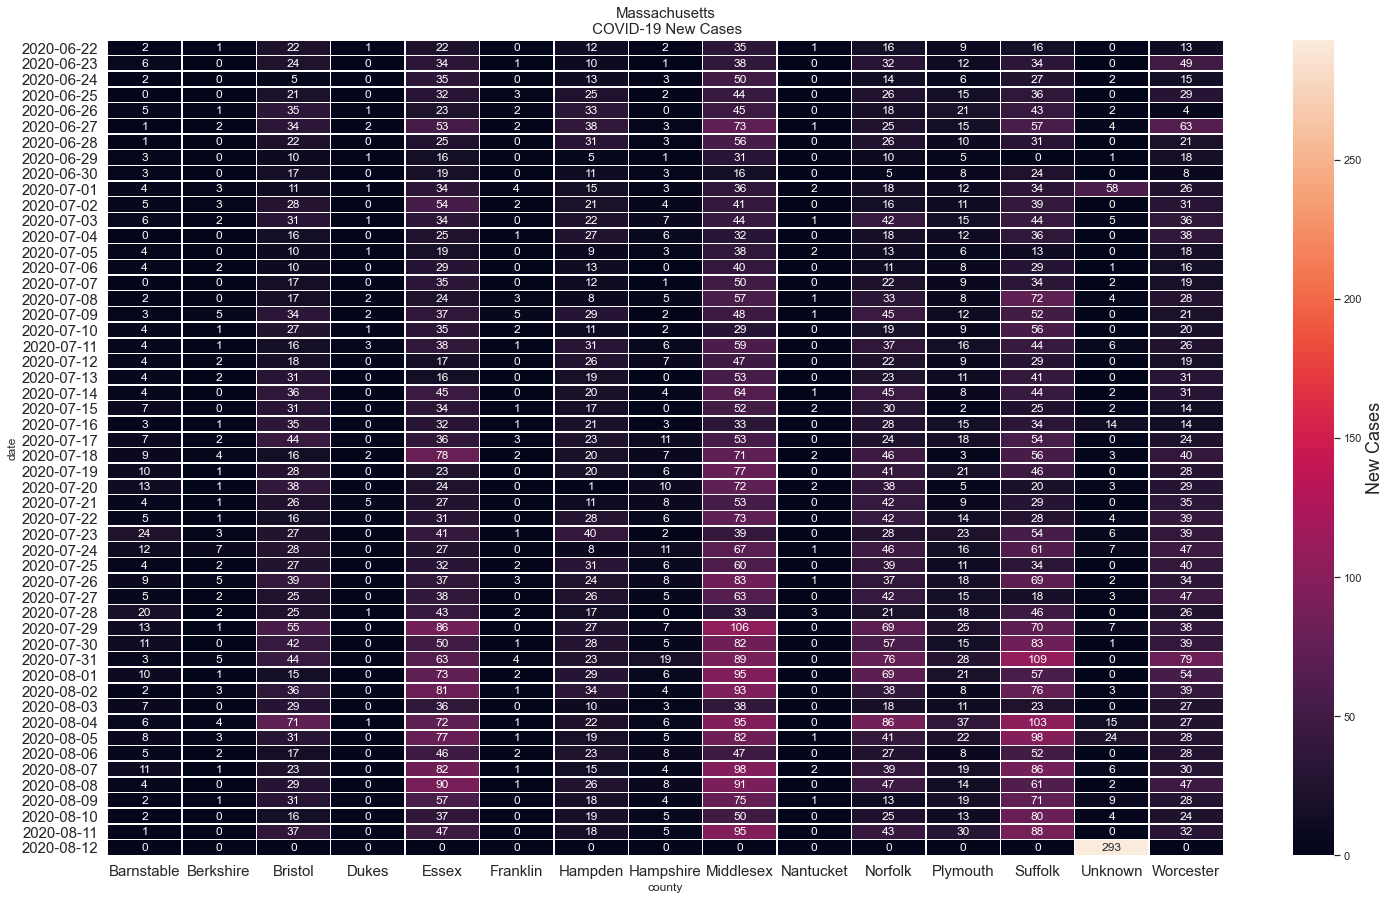 Massachusetts
COVID-19 New Cases
2020-06-22 2 1 22 1 22 0 12 2 35 1 16 9 16 0 13
2020-06-23 6 0 24 0 34 1 10 1 38 0 32 12 34 0 49
2020-06-24 2 0 5 0 35 0 13 3 50 0 14 6 27 2 15
2020-06-25 0 0 21 0 32 3 25 2 44 0 26 15 36 0 29
2020-06-26 5 1 35 1 23 2 33 0 45 0 18 21 43 2 4
2020-06-27 1 2 34 2 53 2 38 3 73 1 25 15 57 4 63
2020-06-28 1 0 22 0 25 0 31 3 56 0 26 10 31 0 21
2020-06-29 3 0 10 1 16 0 5 1 31 0 10 5 0 1 18
2020-06-30 3 0 17 0 19 0 11 3 16 0 5 8 24 0 8
2020-07-01 4 3 11 1 34 4 15 3 36 2 18 12 34 58 26
2020-07-02 5 3 28 0 54 2 21 4 41 0 16 11 39 0 31
2020-07-03 6 2 31 1 34 0 22 7 44 1 42 15 44 5 36
2020-07-04 0 0 16 0 25 1 27 6 32 0 18 12 36 0 38
2020-07-05 4 0 10 1 19 0 9 3 38 2 13 6 13 0 18
2020-07-06 4 2 10 0 29 0 13 0 40 0 11 8 29 1 16
2020-07-07 0 0 17 0 35 0 12 1 50 0 22 9 34 2 19
2020-07-08 2 0 17 2 24 3 8 5 57 1 33 8 72 4 28
2020-07-09 3 5 34 2 37 5 29 2 48 1 45 12 52 0 21
2020-07-10 4 1 27 1 35 2 11 2 29 0 19 9 56 0 20
2020-07-11 4 1 16 3 38 1 31 6 59 0 37 16 44 6 26
2020-07-12 4 2 18 0 17 0 26 7 47 0 22 9 29 0 19
2020-07-13 4 2 31 0 16 0 19 0 53 0 23 11 41 0 31
2020-07-14 4 0 36 0 45 0 20 4 64 1 45 8 44 2 31
2020-07-15 7 0 31 0 34 1 17 0 52 2 30 2 25 2 14
2020-07-16 3 1 35 0 32 1 21 3 33 0 28 15 34 14 14
2020-07-17 7 2 44 0 36 3 23 11 53 0 24 18 54 0 24
2020-07-18 9 4 16 2 78 2 20 7 71 2 46 3 56 3 40
2020-07-19 10 1 28 0 23 0 20 6 77 0 41 21 46 0 28
2020-07-20 13 1 38 0 24 0 1 10 72 2 38 5 20 3 29
2020-07-21 4 1 26 5 27 0 11 8 53 0 42 9 29 0 35
2020-07-22 5 1 16 0 31 0 28 6 73 0 42 14 28 4 39
2020-07-23 24 3 27 0 41 1 40 2 39 0 28 23 54 6 39
2020-07-24 12 7 28 0 27 0 8 11 67 1 46 16 61 7 47
2020-07-25 4 2 27 0 32 2 31 6 60 0 39 11 34 0 40
2020-07-26 9 5 39 0 37 3 24 8 83 1 37 18 69 2 34
2020-07-27 5 2 25 0 38 0 26 5 63 0 42 15 18 3 47
2020-07-28 20 2 25 1 43 2 17 0 33 3 21 18 46 0 26
2020-07-29 13 1 55 0 86 0 27 7 106 0 69 25 70 7 38
2020-07-30 11 0 42 0 50 1 28 5 82 0 57 15 83 1 39
2020-07-31 3 5 44 0 63 4 23 19 89 0 76 28 109 0 79
2020-08-01 10 1 15 0 73 2 29 6 95 0 69 21 57 0 54
2020-08-02 2 3 36 0 81 1 34 4 93 0 38 8 76 3 39
2020-08-03 7 0 29 0 36 0 10 3 38 0 18 11 23 0 27
2020-08-04 6 4 71 1 72 1 22 6 95 0 86 37 103 15 27
2020-08-05 8 3 31 0 77 1 19 5 82 1 41 22 98 24 28
2020-08-06 5 2 17 0 46 2 23 8 47 0 27 8 52 0 28
2020-08-07 11 1 23 0 82 1 15 4 98 2 39 19 86 6 30
2020-08-08 4 0 29 0 90 1 26 8 91 0 47 14 61 2 47
2020-08-09 2 1 31 0 57 0 18 4 75 1 13 19 71 9 28
2020-08-10 2 0 16 0 37 0 19 5 50 0 25 13 80 4 24
2020-08-11 1 0 37 0 47 0 18 5 95 0 43 30 88 0 32
2020-08-12 0 0 0 0 0 0 0 0 0 0 0 0 0 293 0
Barnstable Berkshire Bristol Dukes Essex Franklin Hampden Hampshire Middlesex Nantucket Norfolk Plymouth Suffolk Unknown Worcester
county
date
250
200
150
100
50
0
New Cases